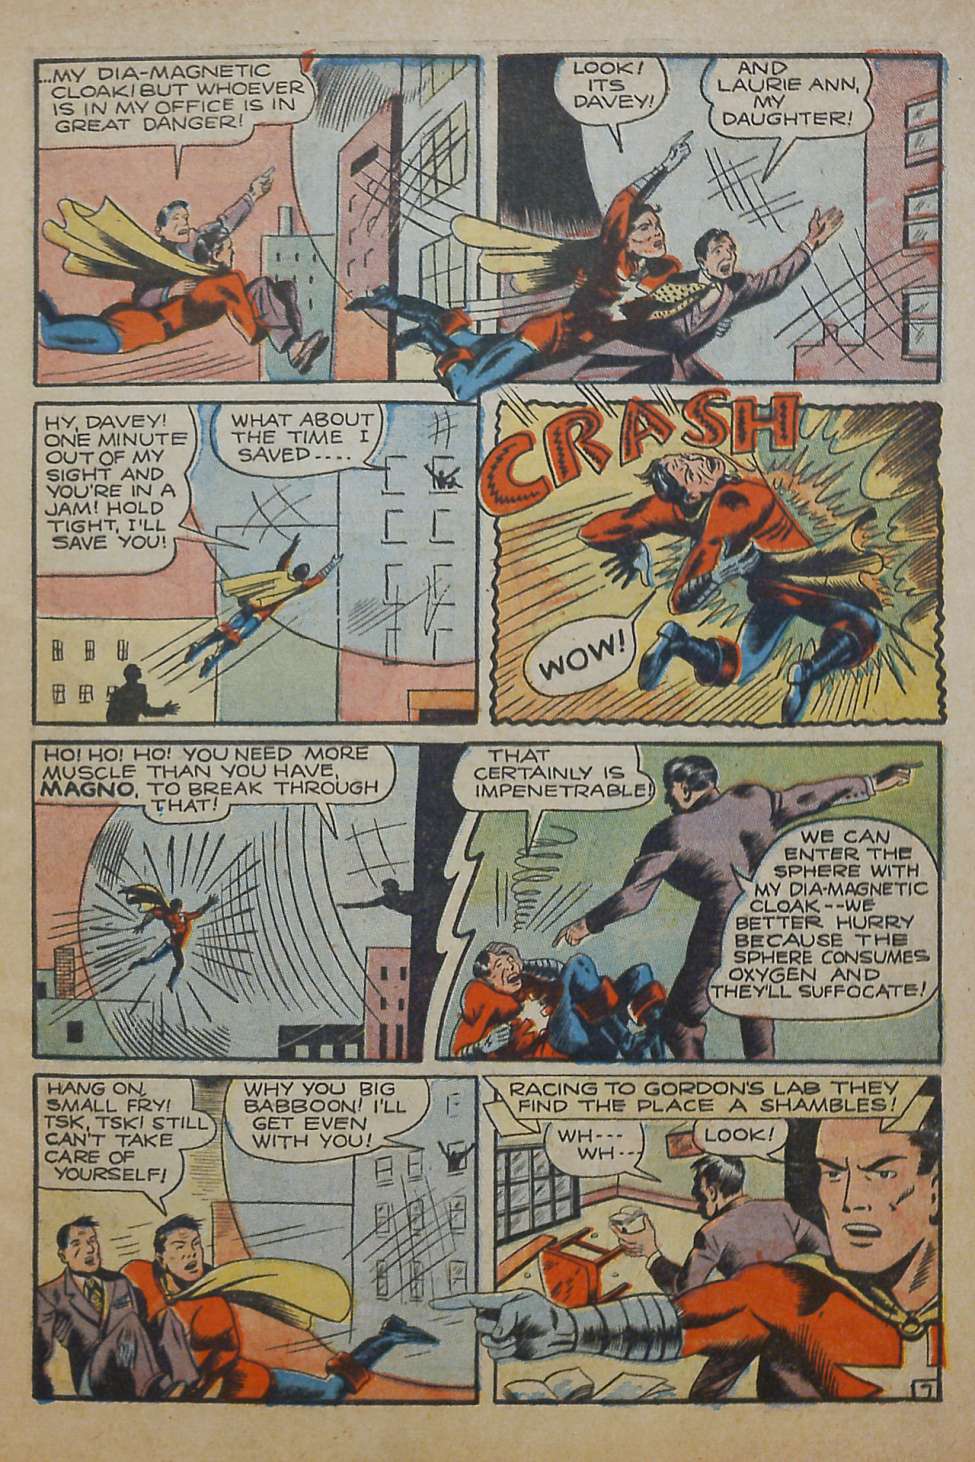 ...MY DIA-MAGNETIC
CLOAK! BUT WHOEVER
IS IN MY OFFICE IS IN
GREAT DANGER!
LOOK!
ITS
DAVEY!
AND
LAURIE ANN,
MY
DAUGHTER!
HY, DAVEY!
ONE MINUTE
OUT OF MY
SIGHT AND
YOU'RE IN A
JAM! HOLD
TIGHT, I'LL
SAVE YOU!
WHAT ABOUT
THE TIME I
SAVED----
CRASH
WOW!
HO! HO! HO! YOU NEED MORE
MUSCLE THAN YOU HAVE,
MAGNO, TO BREAK THROUGH
THAT!
THAT
CERTAINLY IS
IMPENETRABLE!
WE CAN
ENTER THE
SPHERE WITH
MY DIA-MAGNETIC
CLOAK---WE
BETTER HURRY
BECAUSE THE
SPHERE CONSUMES
OXYGEN AND
THEY'LL SUFFOCATE!
HANG ON,
SMALL FRY!
TSK, TSK! STILL
CAN'T TAKE
CARE OF
YOURSELF!
WHY YOU BIG
BABBOON! I'LL
GET EVEN
WITH YOU!
RACING TO GORDON'S LAB THEY
FIND THE PLACE A SHAMBLES!
WH---
WH---
LOOK!
7